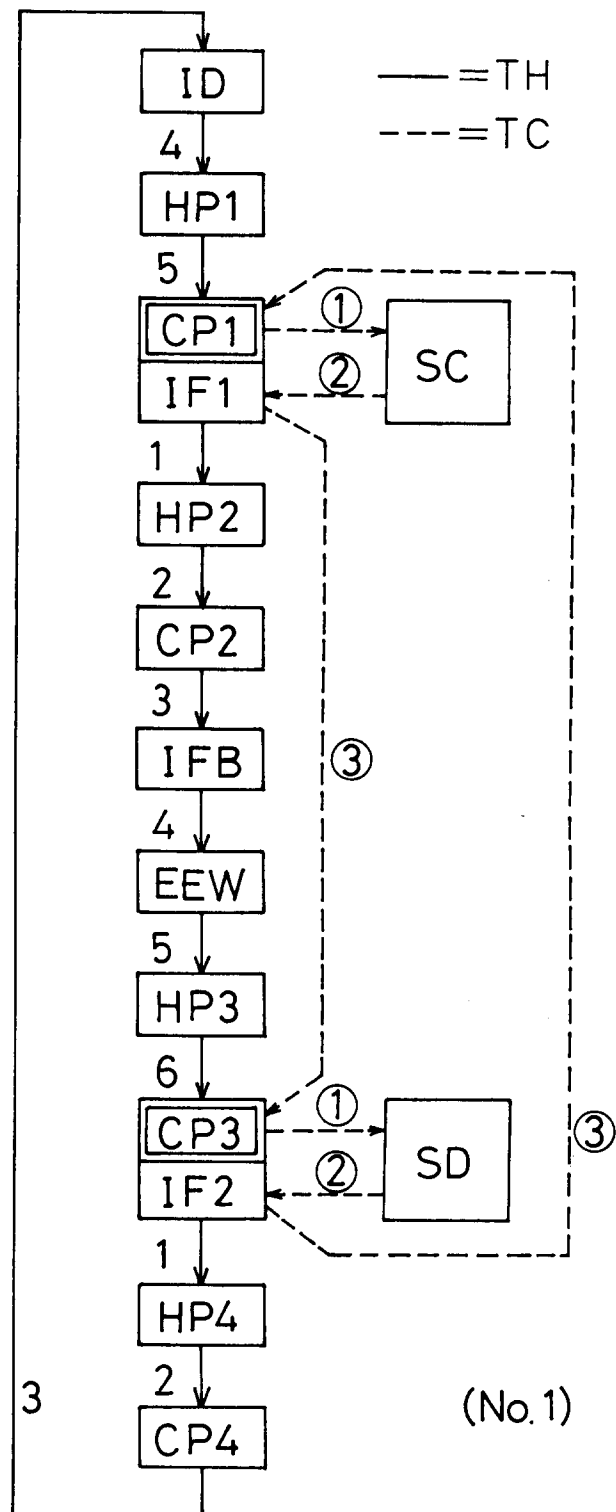 ID
— = TH
--- = TC
4
HP1
5
CP1
①
SC
IF1
②
1
HP2
2
CP2
3
IFB
③
4
EEW
5
HP3
6
CP3
①
SD
③
IF2
②
1
HP4
2
3
(No.1)
CP4